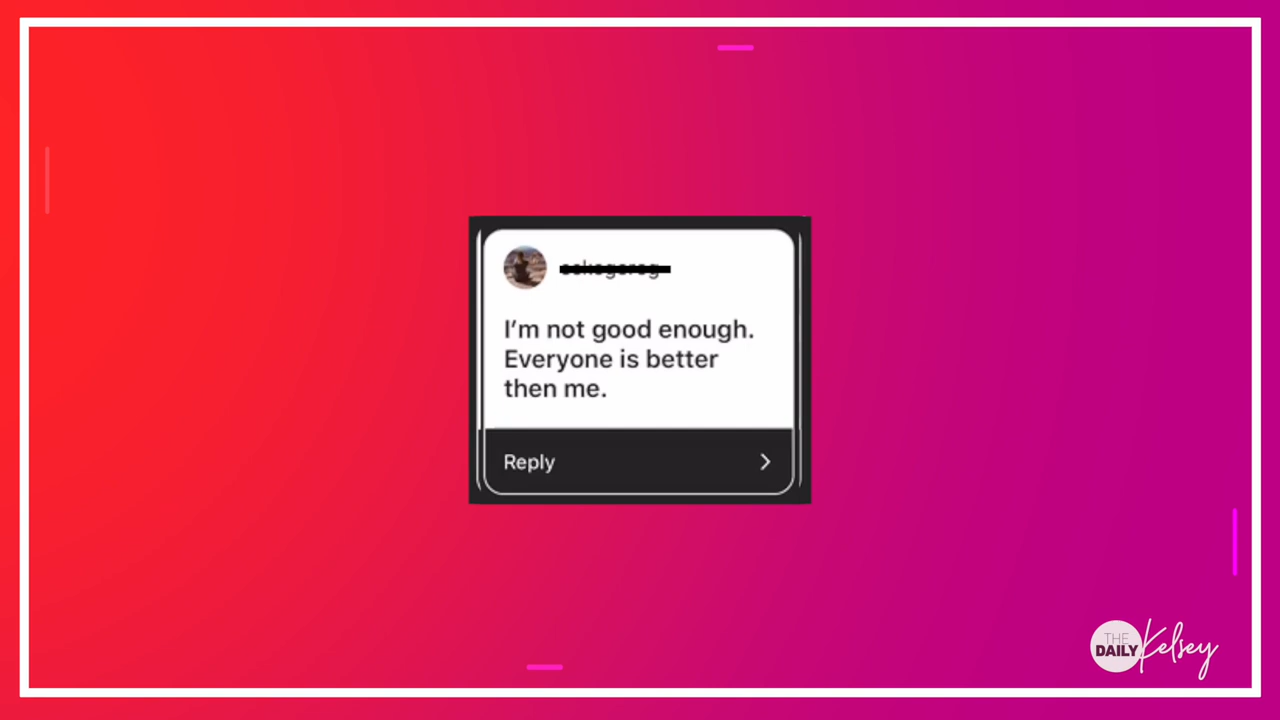 I'm not good enough.
Everyone is better
then me.
Reply
THE
DAILY Kelsey